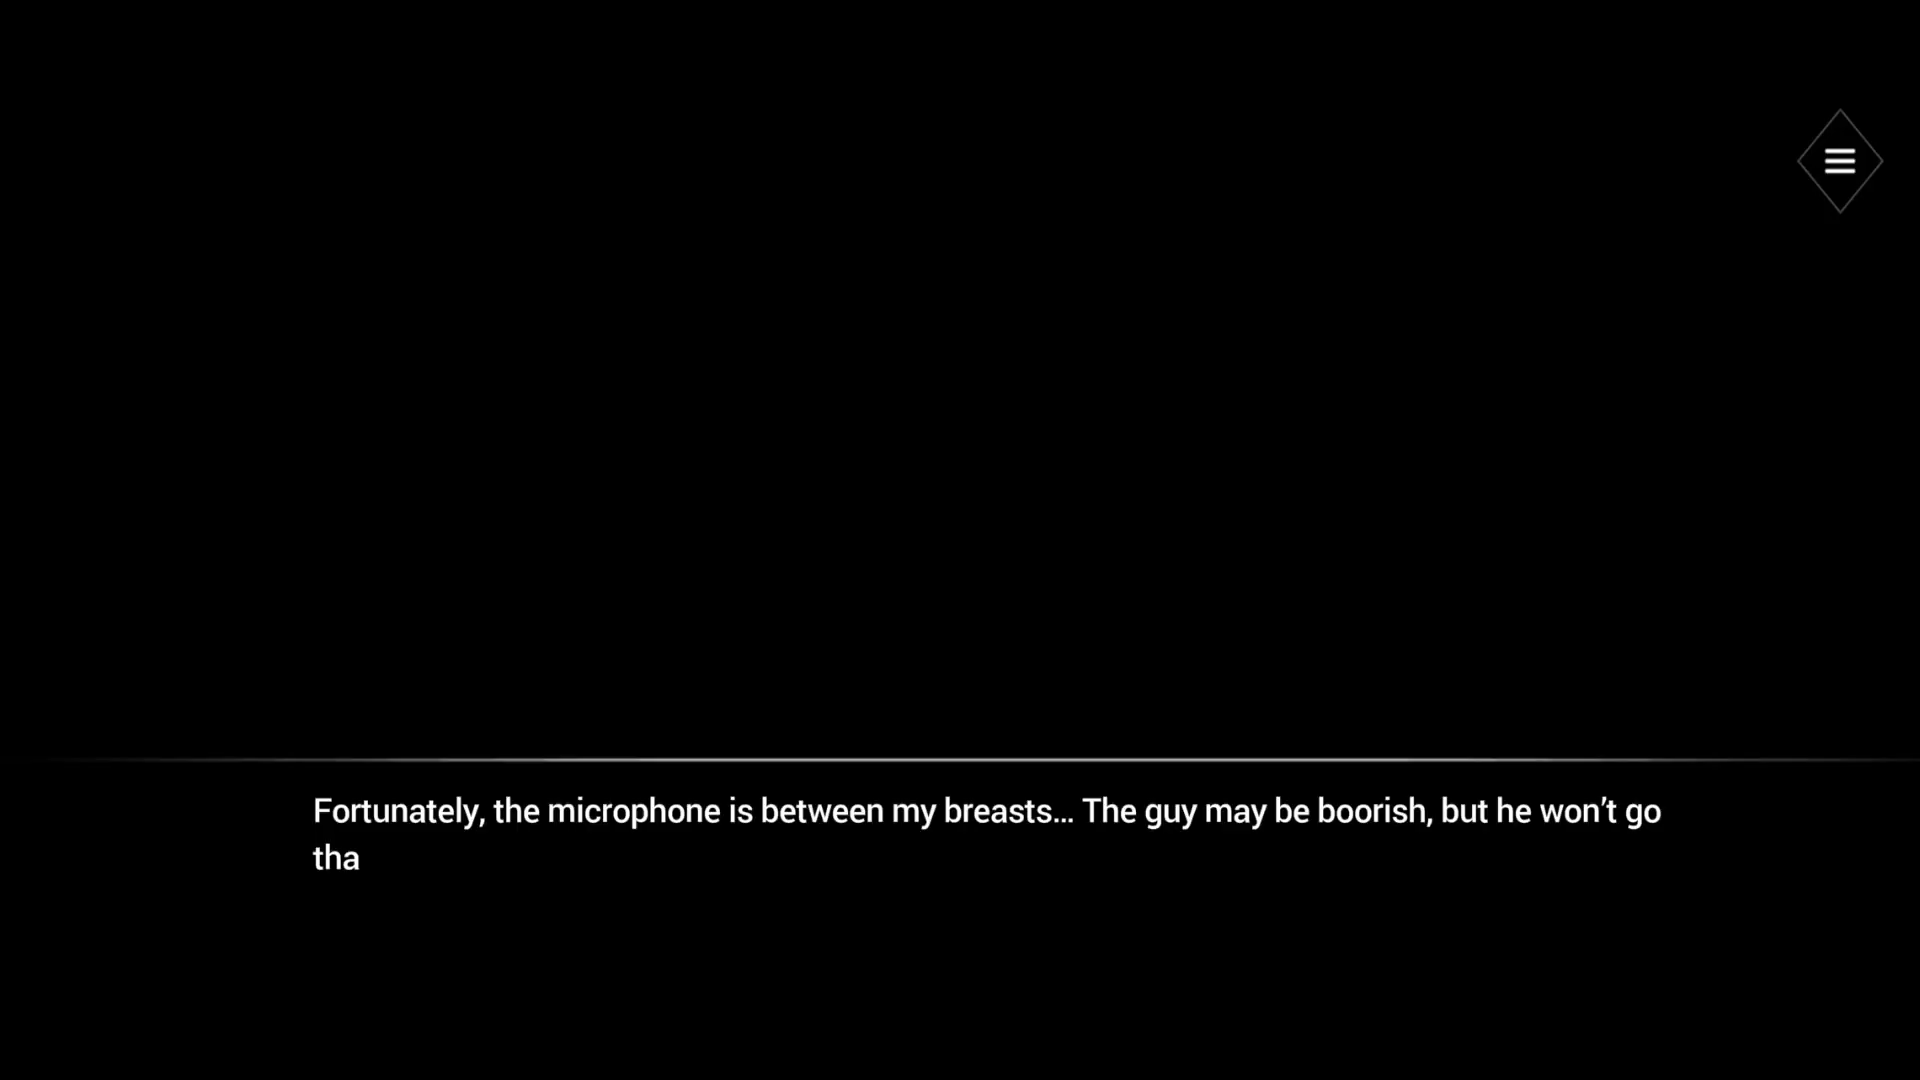 Fortunately, the microphone is between my breasts... The guy may be boorish, but he won’t go
tha